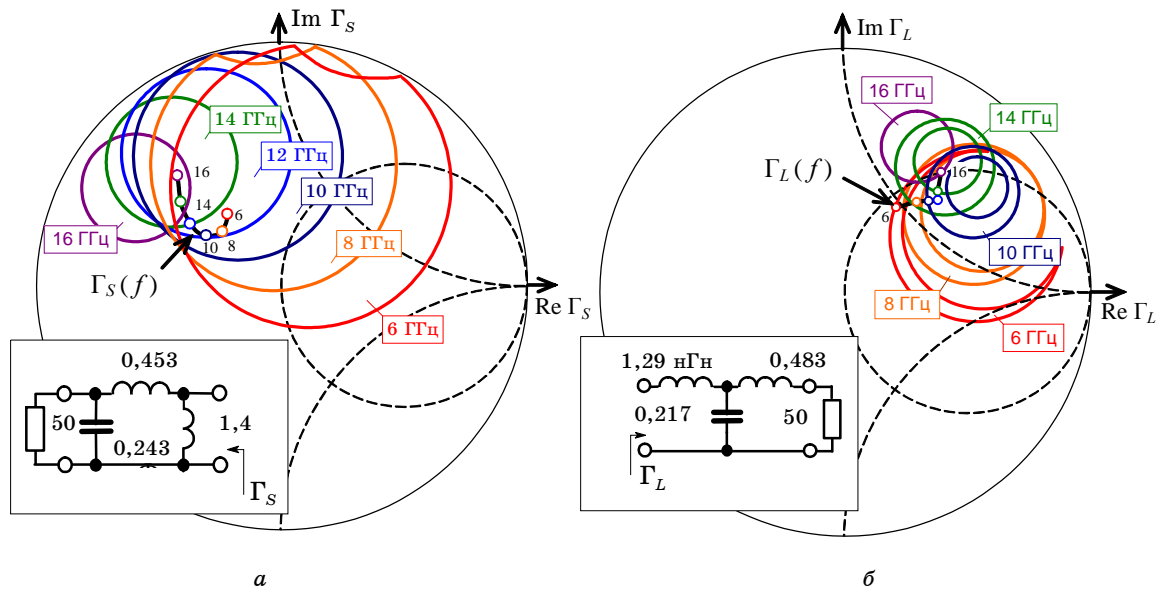 Im Γ_S
14 ГГц
12 ГГц
10 ГГц
16 ГГц
8 ГГц
6 ГГц
16
14
10
8
6
Γ_S(f)
Re Γ_S
0,453
50
0,243
1,4
Γ_S
а
Im Γ_L
16 ГГц
14 ГГц
Γ_L(f)
16
6
10 ГГц
8 ГГц
6 ГГц
Re Γ_L
1,29 нГн
0,483
0,217
50
Γ_L
б